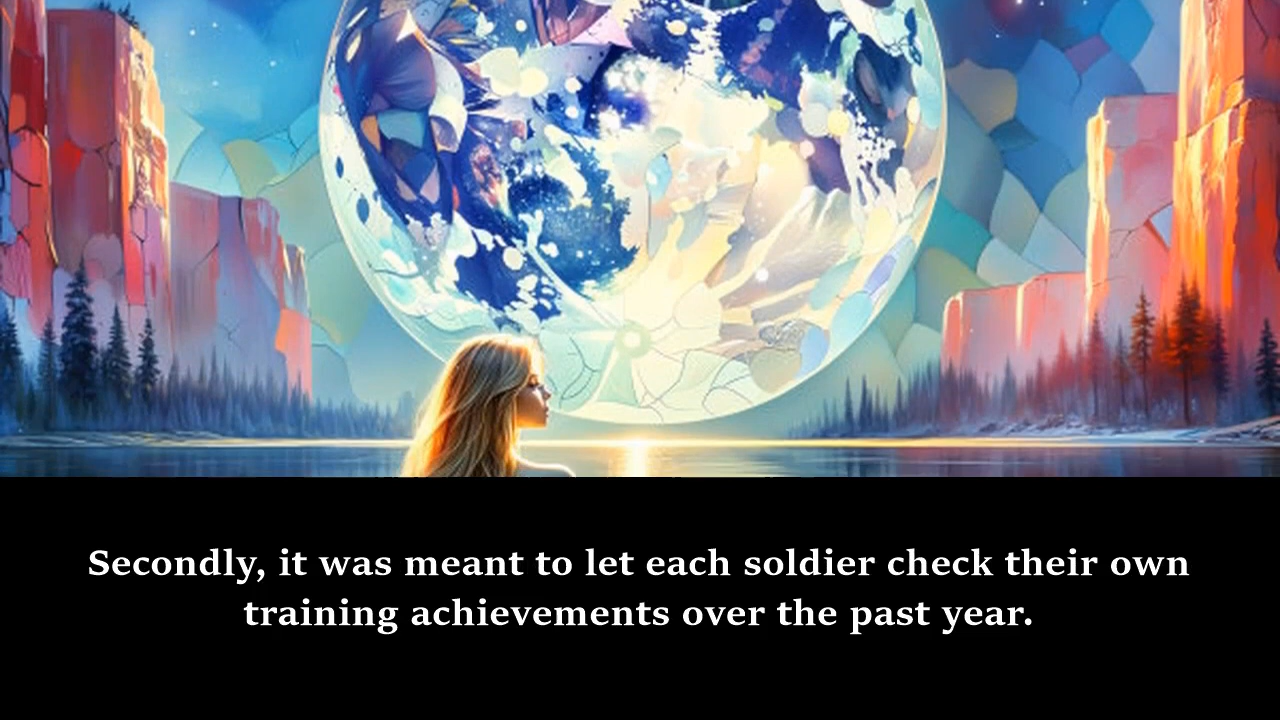 Secondly, it was meant to let each soldier check their own
training achievements over the past year.